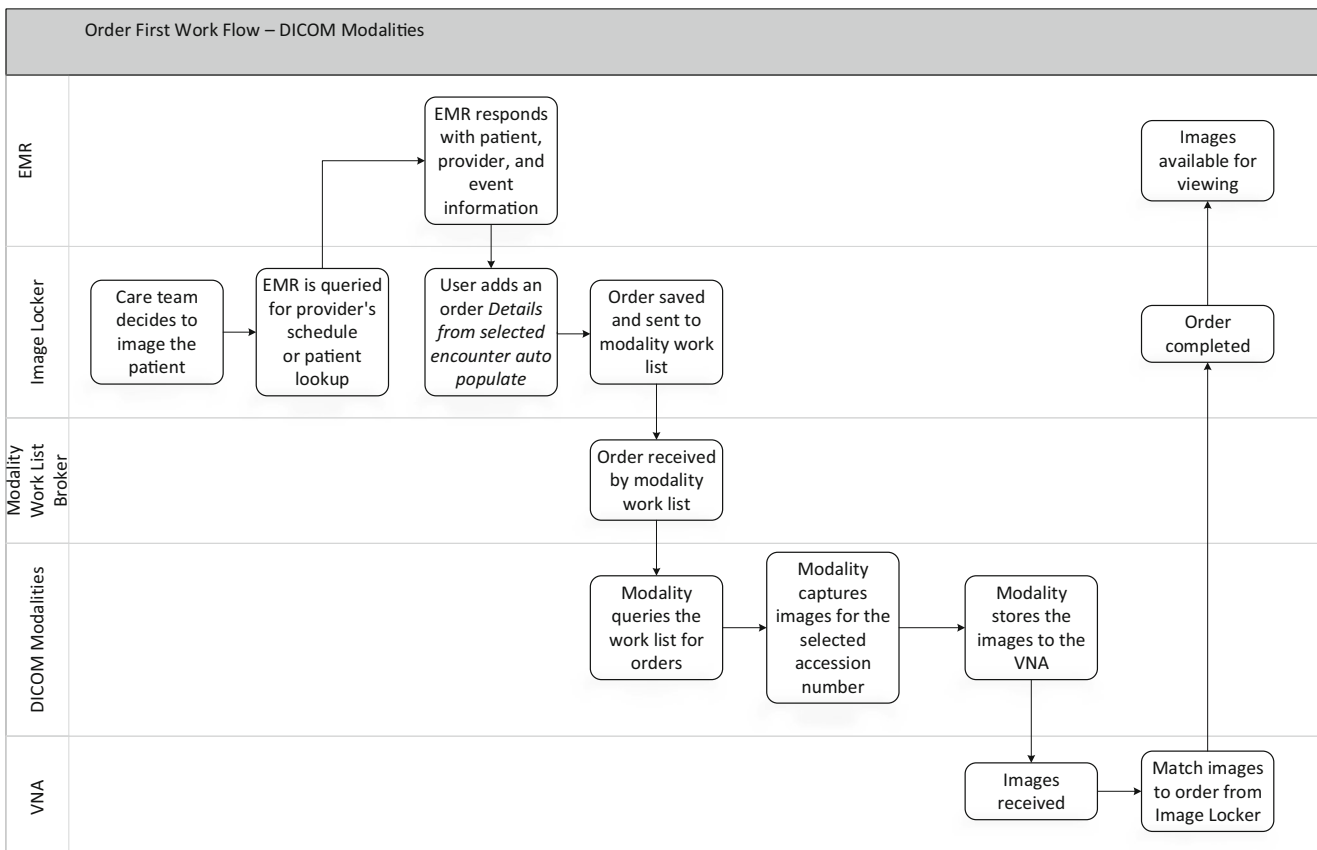 Order First Work Flow – DICOM Modalities
EMR
EMR responds
with patient,
provider, and
event
information
Images
available for
viewing
Image Locker
Care team
decides to
image the
patient
EMR is queried
for provider's
schedule
or patient
lookup
User adds an
order Details
from selected
encounter auto
populate
Order saved
and sent to
modality work
list
Order
completed
Modality
Work List
Broker
Order received
by modality
work list
DICOM Modalities
Modality
queries the
work list for
orders
Modality
captures
images for the
selected
accession
number
Modality
stores the
images to the
VNA
VNA
Images
received
Match images
to order from
Image Locker